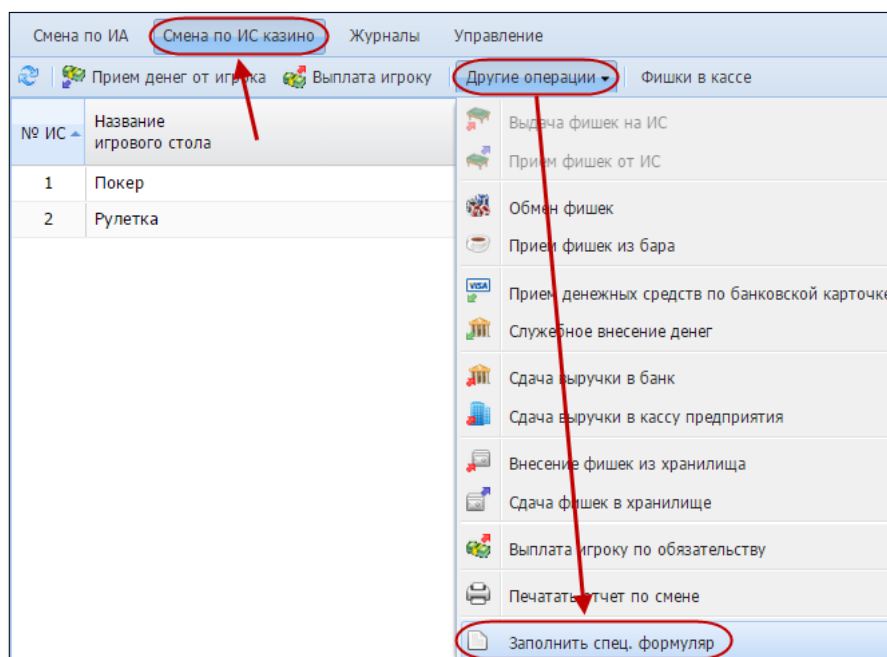 Смена по ИА Смена по ИС казино Журналы Управление
Прием денег от игрока Выплата игроку Другие операции Фишки в кассе
№ ИС Название
игрового стола
1 Покер
2 Рулетка
Выдача фишек на ИС
Прием фишек от ИС
Обмен фишек
Прием фишек из бара
VISA Прием денежных средств по банковской карточке
Служебное внесение денег
Сдача выручки в банк
Сдача выручки в кассу предприятия
Внесение фишек из хранилища
Сдача фишек в хранилище
Выплата игроку по обязательству
Печатать отчет по смене
Заполнить спец. формуляр